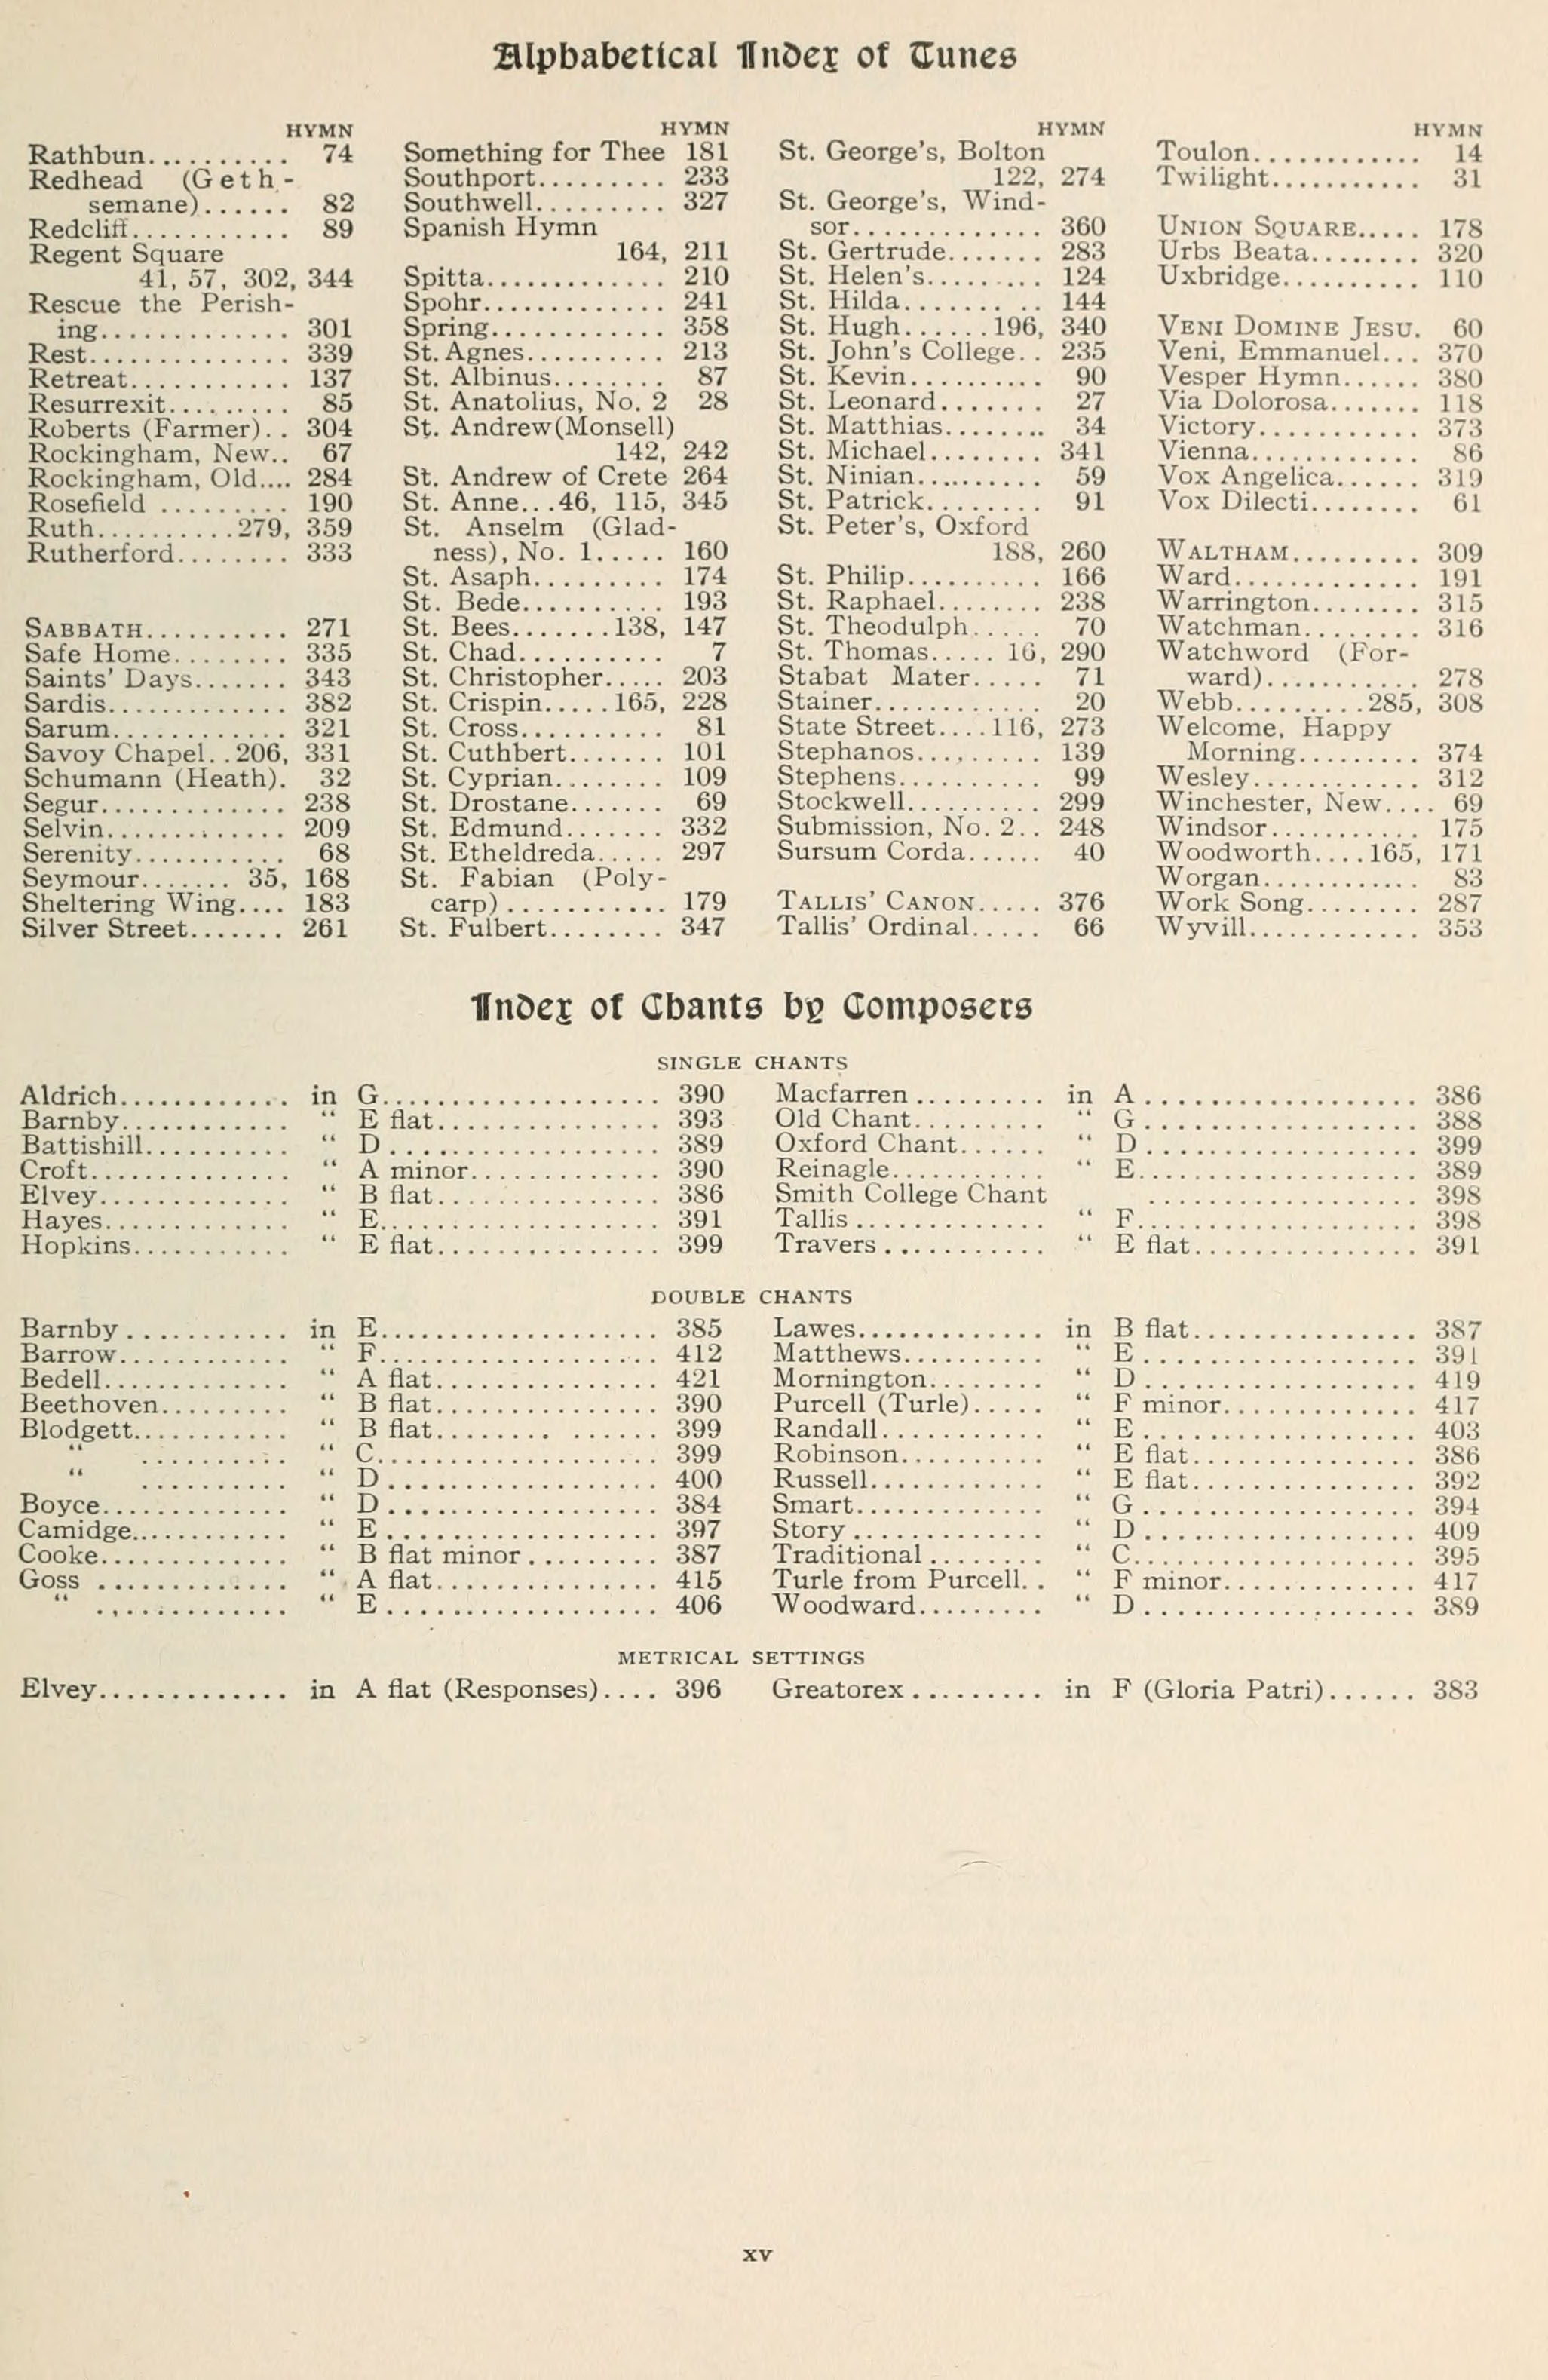 Alphabetical Index of Tunes
HYMN
Rathbun.......... 74
Redhead (Geth-
semane)...... 82
Redcliff........... 89
Regent Square
41, 57, 302, 344
Rescue the Perish-
ing.............. 301
Rest.............. 339
Retreat............ 137
Resurrexit......... 85
Roberts (Farmer).. 304
Rockingham, New.. 67
Rockingham, Old.... 284
Rosefield ......... 190
Ruth..........279, 359
Rutherford........ 333
SABBATH.......... 271
Safe Home........ 335
Saints' Days....... 343
Sardis............. 382
Sarum............. 321
Savoy Chapel..206, 331
Schumann (Heath). 32
Segur............. 238
Selvin............. 209
Serenity........... 68
Seymour....... 35, 168
Sheltering Wing.... 183
Silver Street....... 261
HYMN
Something for Thee 181
Southport.......... 233
Southwell.......... 327
Spanish Hymn
164, 211
Spitta............. 210
Spohr............. 241
Spring............. 358
St. Agnes.......... 213
St. Albinus........ 87
St. Anatolius, No. 2 28
St. Andrew(Monsell)
142, 242
St. Andrew of Crete 264
St. Anne...46, 115, 345
St. Anselm (Glad-
ness), No. 1..... 160
St. Asaph.......... 174
St. Bede........... 193
St. Bees.......138, 147
St. Chad........... 7
St. Christopher..... 203
St. Crispin.....165, 228
St. Cross.......... 81
St. Cuthbert....... 101
St. Cyprian........ 109
St. Drostane....... 69
St. Edmund....... 332
St. Etheldreda..... 297
St. Fabian (Poly-
carp)............ 179
St. Fulbert........ 347
HYMN
St. George's, Bolton
122, 274
St. George's, Wind-
sor.............. 360
St. Gertrude....... 283
St. Helen's......... 124
St. Hilda.......... 144
St. Hugh......196, 340
St. John's College.. 235
St. Kevin.......... 90
St. Leonard........ 27
St. Matthias........ 34
St. Michael........ 341
St. Ninian.......... 59
St. Patrick......... 91
St. Peter's, Oxford
188, 260
St. Philip.......... 166
St. Raphael........ 238
St. Theodulph..... 70
St. Thomas..... 16, 290
Stabat Mater..... 71
Stainer............ 20
State Street....116, 273
Stephanos......... 139
Stephens........... 99
Stockwell.......... 299
Submission, No. 2.. 248
Sursum Corda...... 40
TALLIS' CANON..... 376
Tallis' Ordinal..... 66
HYMN
Toulon............ 14
Twilight........... 31
UNION SQUARE..... 178
Urbs Beata........ 320
Uxbridge.......... 110
VENI DOMINE JESU. 60
Veni, Emmanuel... 370
Vesper Hymn...... 380
Via Dolorosa....... 118
Victory............ 373
Vienna............ 86
Vox Angelica...... 319
Vox Dilecti........ 61
WALTHAM......... 309
Ward............. 191
Warrington........ 315
Watchman........ 316
Watchword (For-
ward)........... 278
Webb.........285, 308
Welcome, Happy
Morning......... 374
Wesley............ 312
Winchester, New.... 69
Windsor........... 175
Woodworth....165, 171
Worgan............ 83
Work Song........ 287
Wyvill............. 353
Index of Chants by Composers
SINGLE CHANTS
Aldrich............ in G.................... 390
Barnby............ “ E flat................ 393
Battishill.......... “ D.................... 389
Croft.............. “ A minor.............. 390
Elvey............. “ B flat................ 386
Hayes............. “ E.................... 391
Hopkins........... “ E flat................ 399
Macfarren......... in A.................... 386
Old Chant......... “ G.................... 388
Oxford Chant...... “ D.................... 399
Reinagle........... “ E.................... 389
Smith College Chant .................... 398
Tallis.............. “ F.................... 398
Travers............ “ E flat................ 391
DOUBLE CHANTS
Barnby........... in E.................... 385
Barrow............ “ F.................... 412
Bedell............. “ A flat................ 421
Beethoven......... “ B flat................ 390
Blodgett........... “ B flat................ 399
“ .......... “ C.................... 399
“ .......... “ D.................... 400
Boyce............. “ D.................... 384
Camidge........... “ E.................... 397
Cooke............. “ B flat minor.......... 387
Goss ............. “ A flat................ 415
“ ............. “ E.................... 406
Lawes............. in B flat................ 387
Matthews.......... “ E.................... 391
Mornington........ “ D.................... 419
Purcell (Turle)..... “ F minor.............. 417
Randall............ “ E.................... 403
Robinson.......... “ E flat................ 386
Russell............ “ E flat................ 392
Smart............. “ G.................... 394
Story.............. “ D.................... 409
Traditional........ “ C.................... 395
Turle from Purcell.. “ F minor.............. 417
Woodward......... “ D.................... 389
METRICAL SETTINGS
Elvey.............. in A flat (Responses).... 396
Greatorex.......... in F (Gloria Patri)...... 383
xv